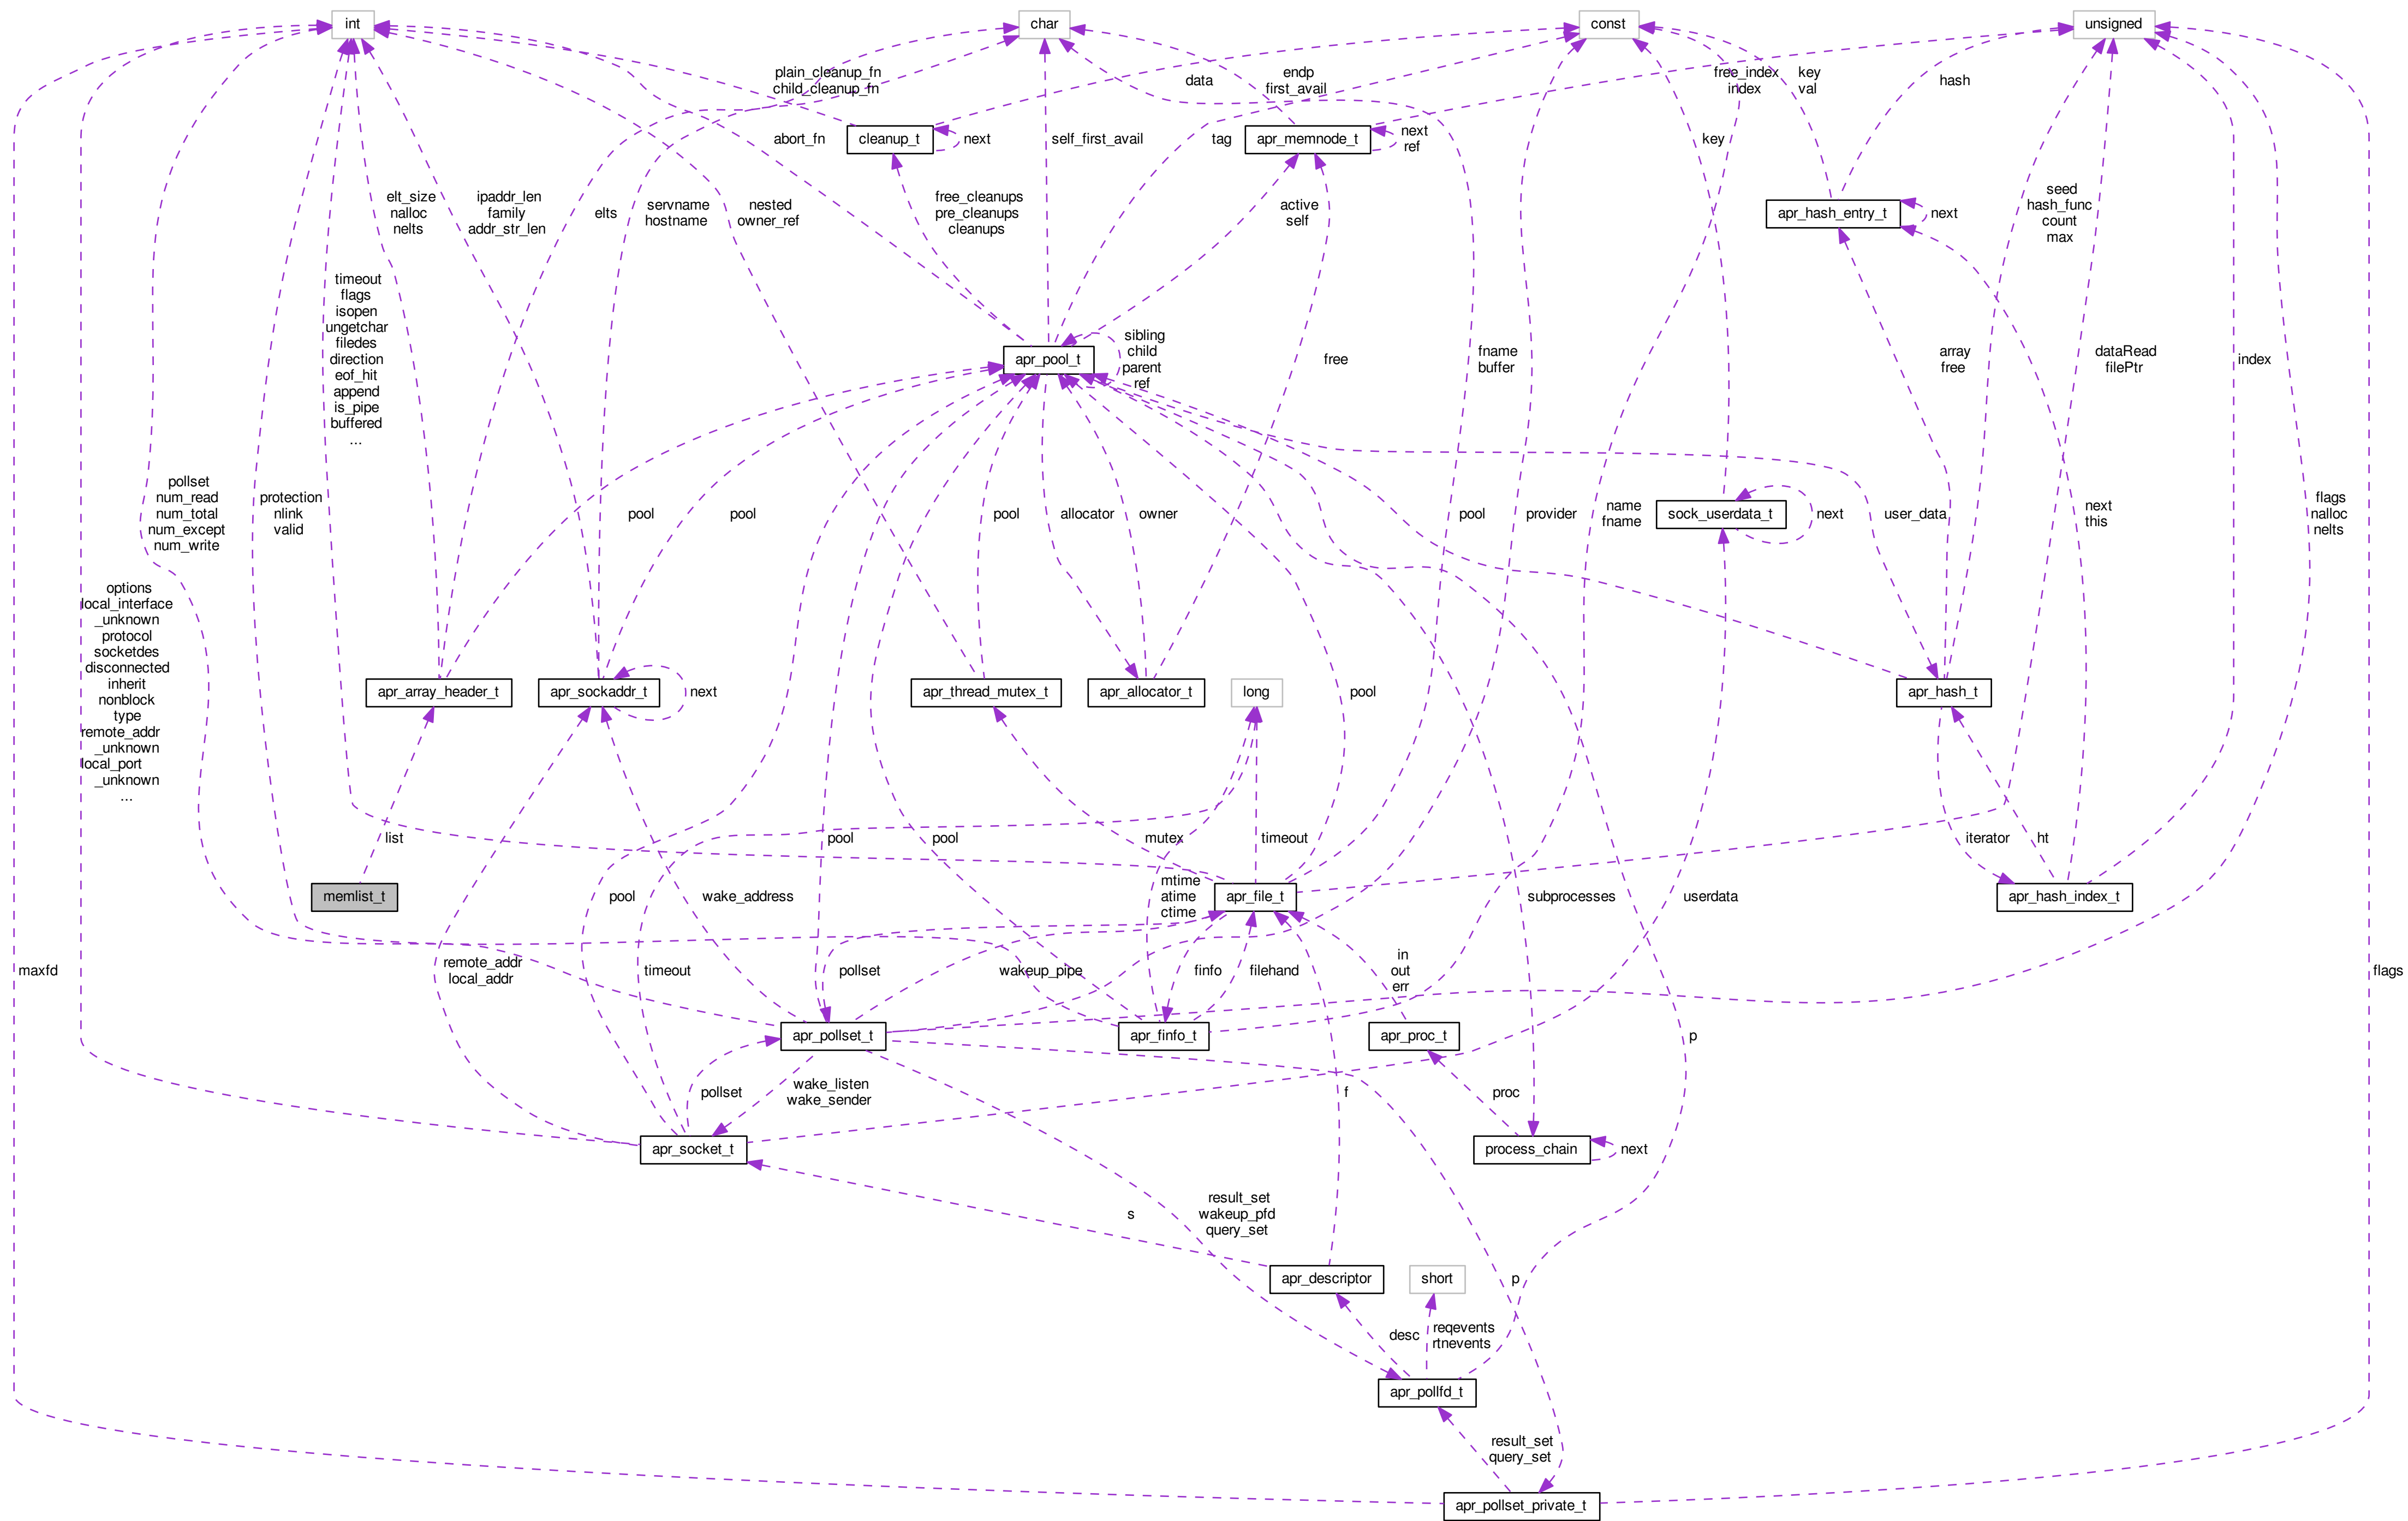 int
char
const
unsigned
plain_cleanup_fn
child_cleanup_fn
data
endp
first_avail
free_index
index
key
val
hash
abort_fn
cleanup_t
next
self_first_avail
tag
apr_memnode_t
next
ref
key
elt_size
nalloc
nelts
ipaddr_len
family
addr_str_len
elts
servname
hostname
nested
owner_ref
free_cleanups
pre_cleanups
cleanups
active
self
apr_hash_entry_t
next
seed
hash_func
count
max
timeout
flags
isopen
ungetchar
filedes
direction
eof_hit
append
is_pipe
buffered
...
apr_pool_t
sibling
child
parent
ref
free
fname
buffer
array
free
dataRead
filePtr
index
pollset
num_read
num_total
num_except
num_write
protection
nlink
valid
pool
pool
pool
allocator
owner
pool
provider
name
fname
sock_userdata_t
next
user_data
next
this
flags
nalloc
nelts
options
local_interface
_unknown
protocol
socketdes
disconnected
inherit
nonblock
type
remote_addr
_unknown
local_port
_unknown
...
apr_array_header_t
apr_sockaddr_t
next
apr_thread_mutex_t
apr_allocator_t
long
pool
apr_hash_t
list
pool
pool
mutex
timeout
iterator
ht
memlist_t
pool
wake_address
mtime
atime
ctime
apr_file_t
subprocesses
userdata
apr_hash_index_t
maxfd
remote_addr
local_addr
timeout
pollset
wakeup_pipe
finfo
filehand
in
out
err
flags
apr_pollset_t
apr_finfo_t
apr_proc_t
p
pollset
wake_listen
wake_sender
f
proc
apr_socket_t
process_chain
next
s
result_set
wakeup_pfd
query_set
apr_descriptor
short
p
desc
reqevents
rtnevents
apr_pollfd_t
result_set
query_set
apr_pollset_private_t